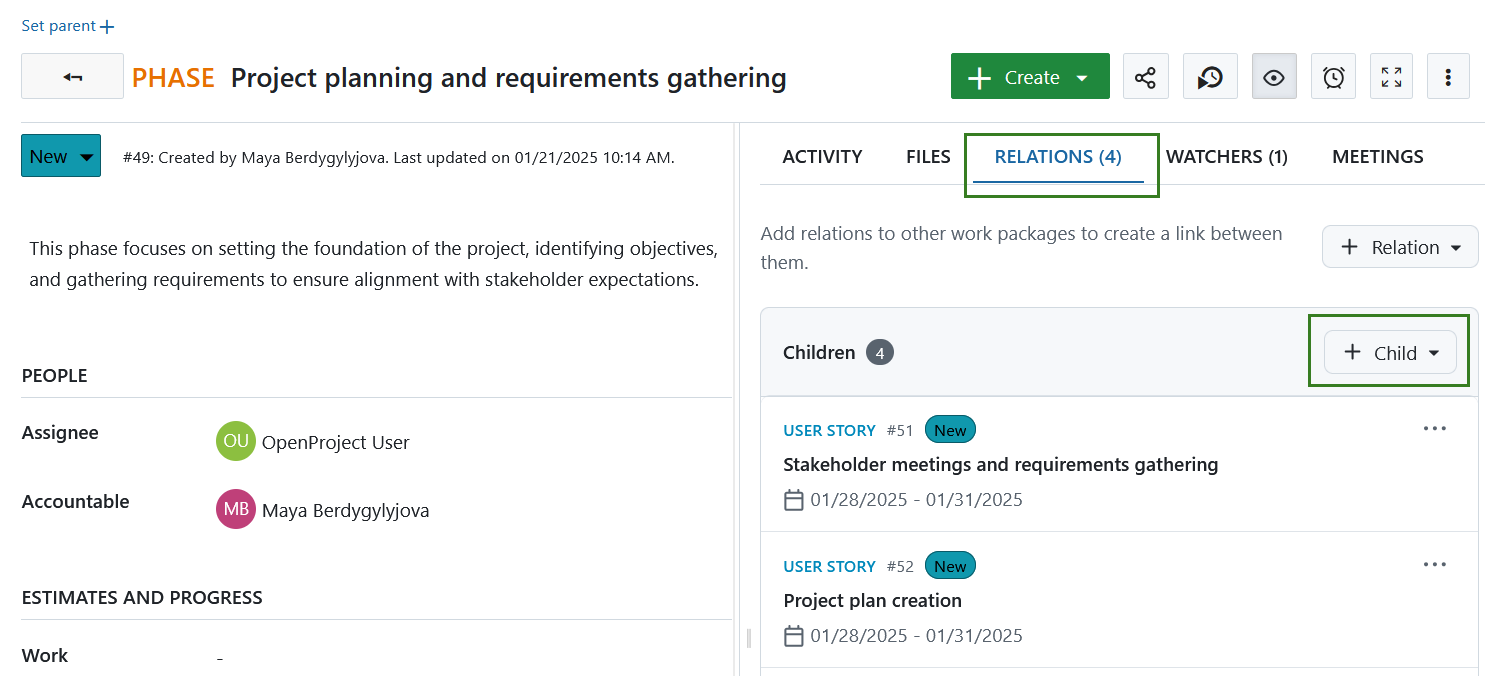 Set parent
PHASE Project planning and requirements gathering
Create
New
#49: Created by Maya Berdygylyjova. Last updated on 01/21/2025 10:14 AM.
This phase focuses on setting the foundation of the project, identifying objectives,
and gathering requirements to ensure alignment with stakeholder expectations.
PEOPLE
Assignee
OU OpenProject User
Accountable
MB Maya Berdygylyjova
ESTIMATES AND PROGRESS
Work
-
ACTIVITY FILES RELATIONS (4) WATCHERS (1) MEETINGS
Add relations to other work packages to create a link between
them.
+ Relation
Children 4
+ Child
USER STORY #51 New
Stakeholder meetings and requirements gathering
01/28/2025 - 01/31/2025
USER STORY #52 New
Project plan creation
01/28/2025 - 01/31/2025